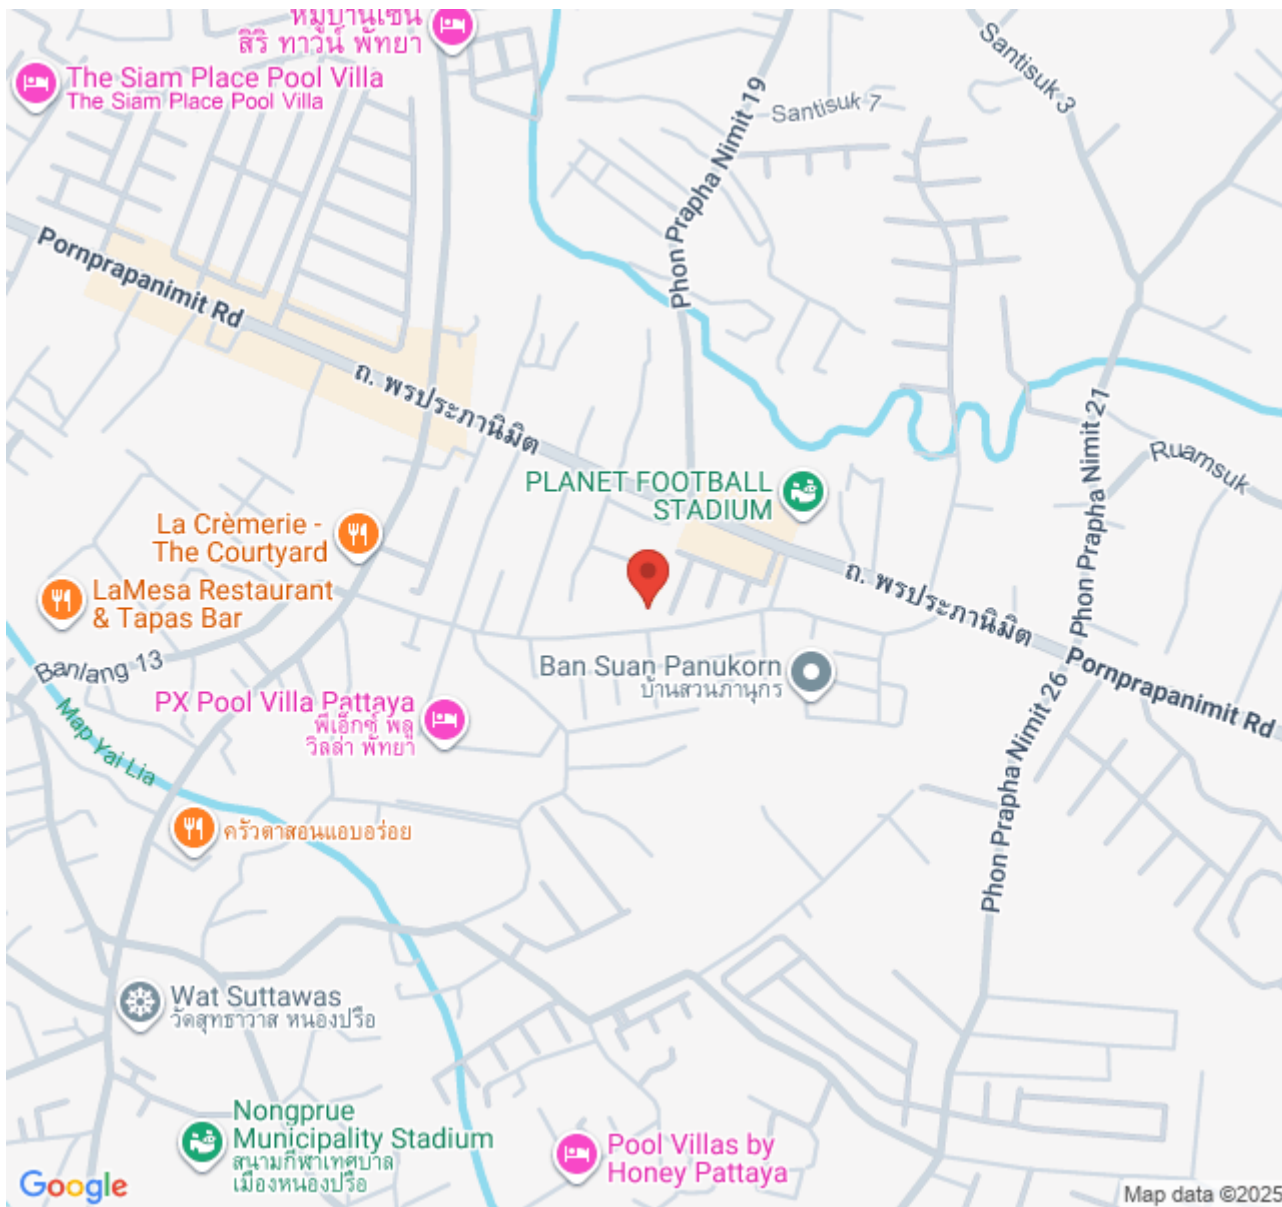 หมู่บ้านเซน
สิริ ทาวน์ พัทยา
The Siam Place Pool Villa
The Siam Place Pool Villa
Santisuk 3
Santisuk 7
Phon Prapha Nimit 19
Pornprapanimit Rd
ถ. พรประภานิมิต
Phon Prapha Nimit 21
Ruamsuk
PLANET FOOTBALL
STADIUM
La Crèmerie -
The Courtyard
LaMesa Restaurant
& Tapas Bar
ถ. พรประภานิมิต
Banlang 13
Ban Suan Panukorn
บ้านสวนภานุกร
Pornprapanimit Rd
PX Pool Villa Pattaya
พีเอ็กซ์ พลู
วิลล่า พัทยา
Map Yai Lia
Phon Prapha Nimit 26
ครัวตาสอนแอบอร่อย
Wat Suttawas
วัดสุทธาวาส หนองปรือ
Nongprue
Municipality Stadium
สนามกีฬาเทศบาล
เมืองหนองปรือ
Pool Villas by
Honey Pattaya
Google
Map data ©2025